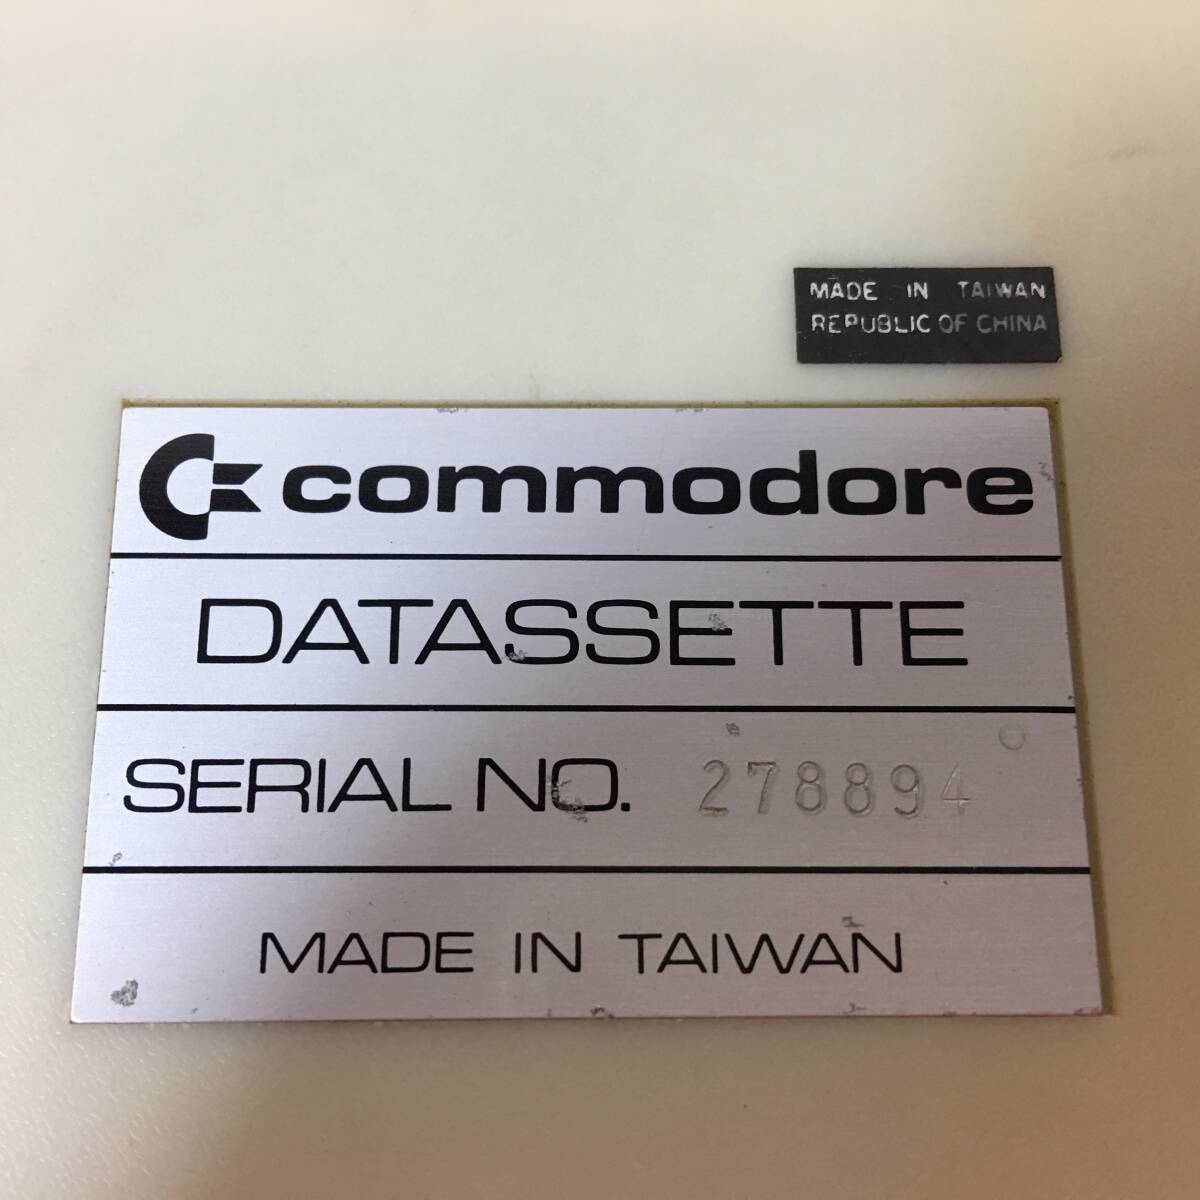 MADE IN TAIWAN
REPUBLIC OF CHINA
commodore
DATASSETTE
SERIAL NO. 278894
MADE IN TAIWAN